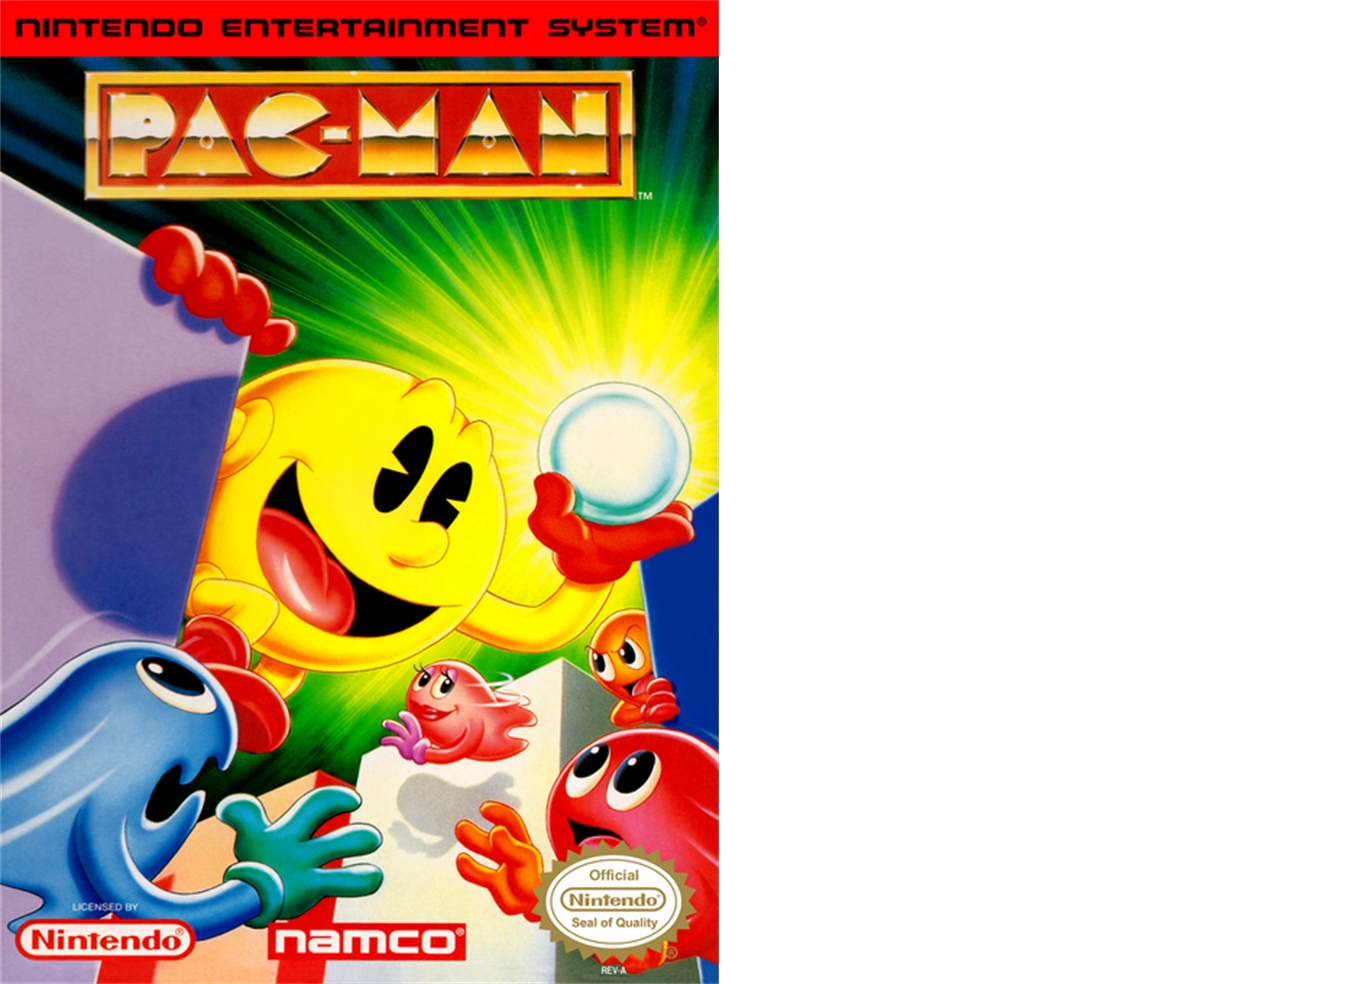 NINTENDO ENTERTAINMENT SYSTEM®
PAC-MAN
TM
LICENSED BY
Nintendo®
namco®
Official
Nintendo®
Seal of Quality
®
REV-A